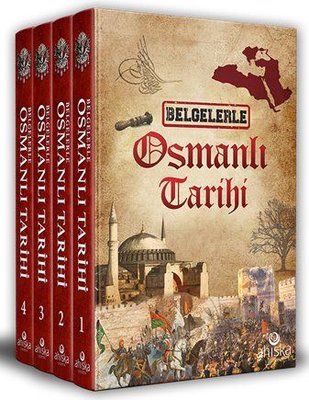 BELGELERLE
Osmanlı
Tarihi
ahıska
BELGELERLE
OSMANLI TARİHİ
1
BELGELERLE
OSMANLI TARİHİ
2
BELGELERLE
OSMANLI TARİHİ
3
BELGELERLE
OSMANLI TARİHİ
4